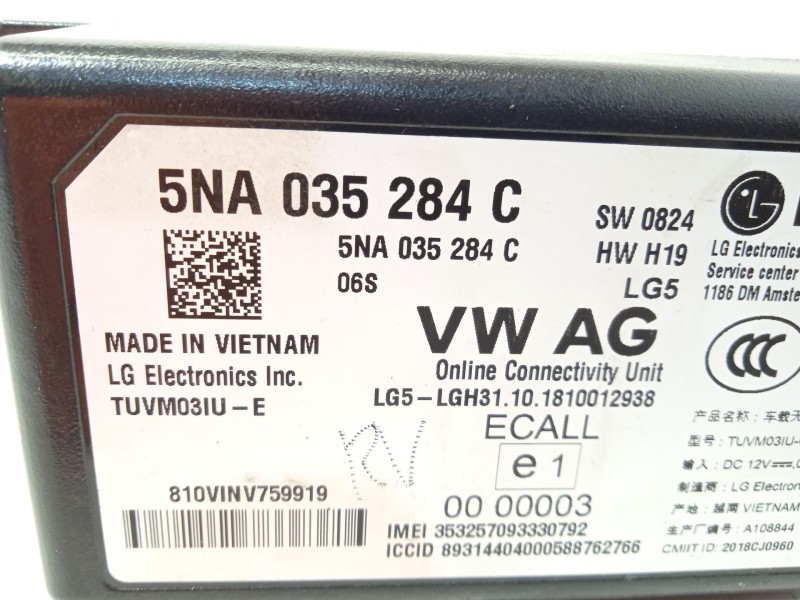 5NA 035 284 C
5NA 035 284 C
06S
SW 0824
HW H19
LG5
LG
LG Electronics
Service center
1186 DM
MADE IN VIETNAM
LG Electronics Inc.
TUVM03IU-E
VW AG
Online Connectivity Unit
LG5-LGH31.10.1810012938
ECALL
e1
00 00003
810VINV759919
IMEI 353257093330792
ICCID 89314404000588762766
CCC
产品名称：车载无
型号：TUVM03IU-
输入：DC 12V⎓,
制造商：LG Electron
产地：越南 VIETNAM
生产厂编号：A108844
CMIIT ID: 2018CJ0960